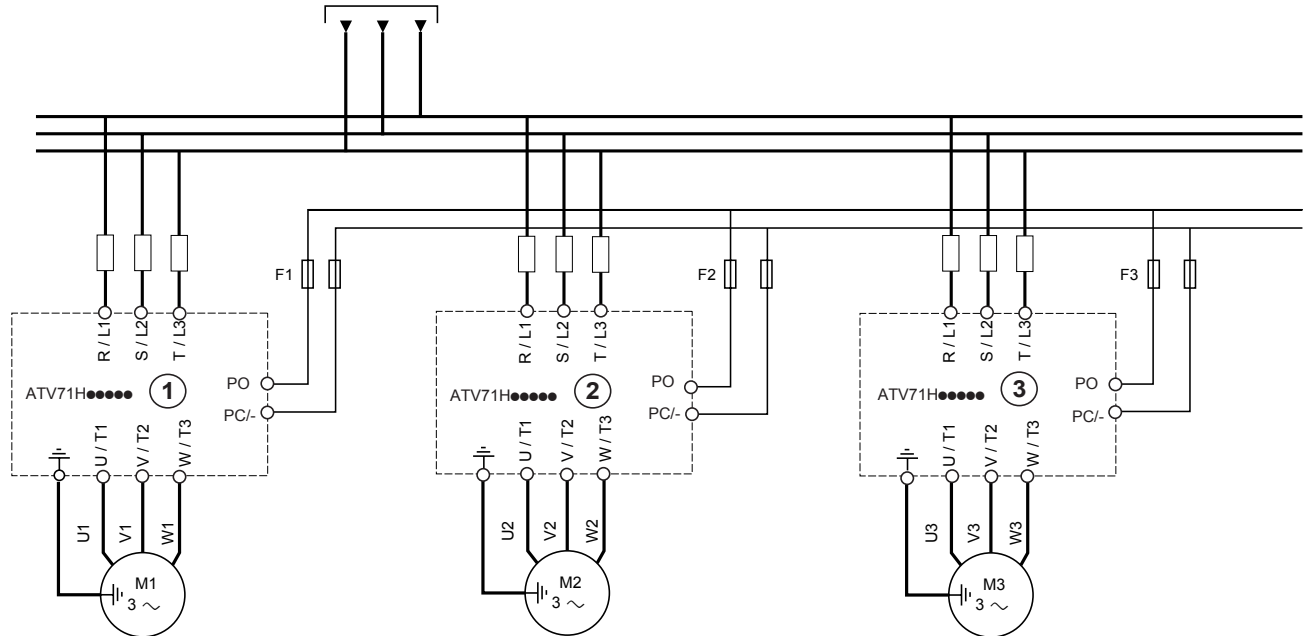 F1
F2
F3
R / L1
S / L2
T / L3
R / L1
S / L2
T / L3
R / L1
S / L2
T / L3
ATV71H●●●●●
1
PO
PC/-
ATV71H●●●●●
2
PO
PC/-
ATV71H●●●●●
3
PO
PC/-
U / T1
V / T2
W / T3
U / T1
V / T2
W / T3
U / T1
V / T2
W / T3
U1
V1
W1
U2
V2
W2
U3
V3
W3
M1
3 ~
M2
3 ~
M3
3 ~